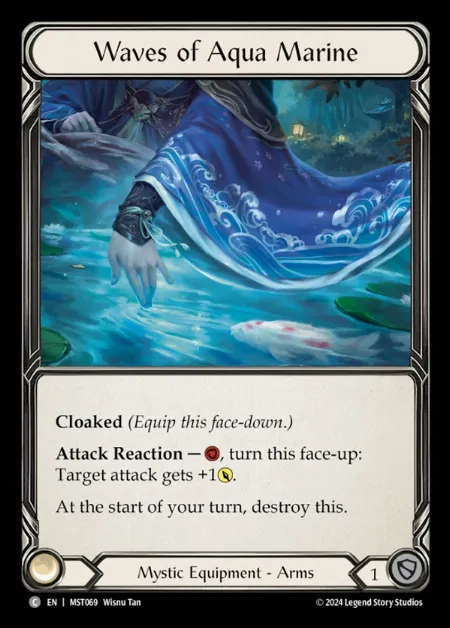 Waves of Aqua Marine
Cloaked (Equip this face-down.)
Attack Reaction — , turn this face-up:
Target attack gets +1.
At the start of your turn, destroy this.
Mystic Equipment - Arms 1
C EN | MST069 Wisnu Tan © 2024 Legend Story Studios